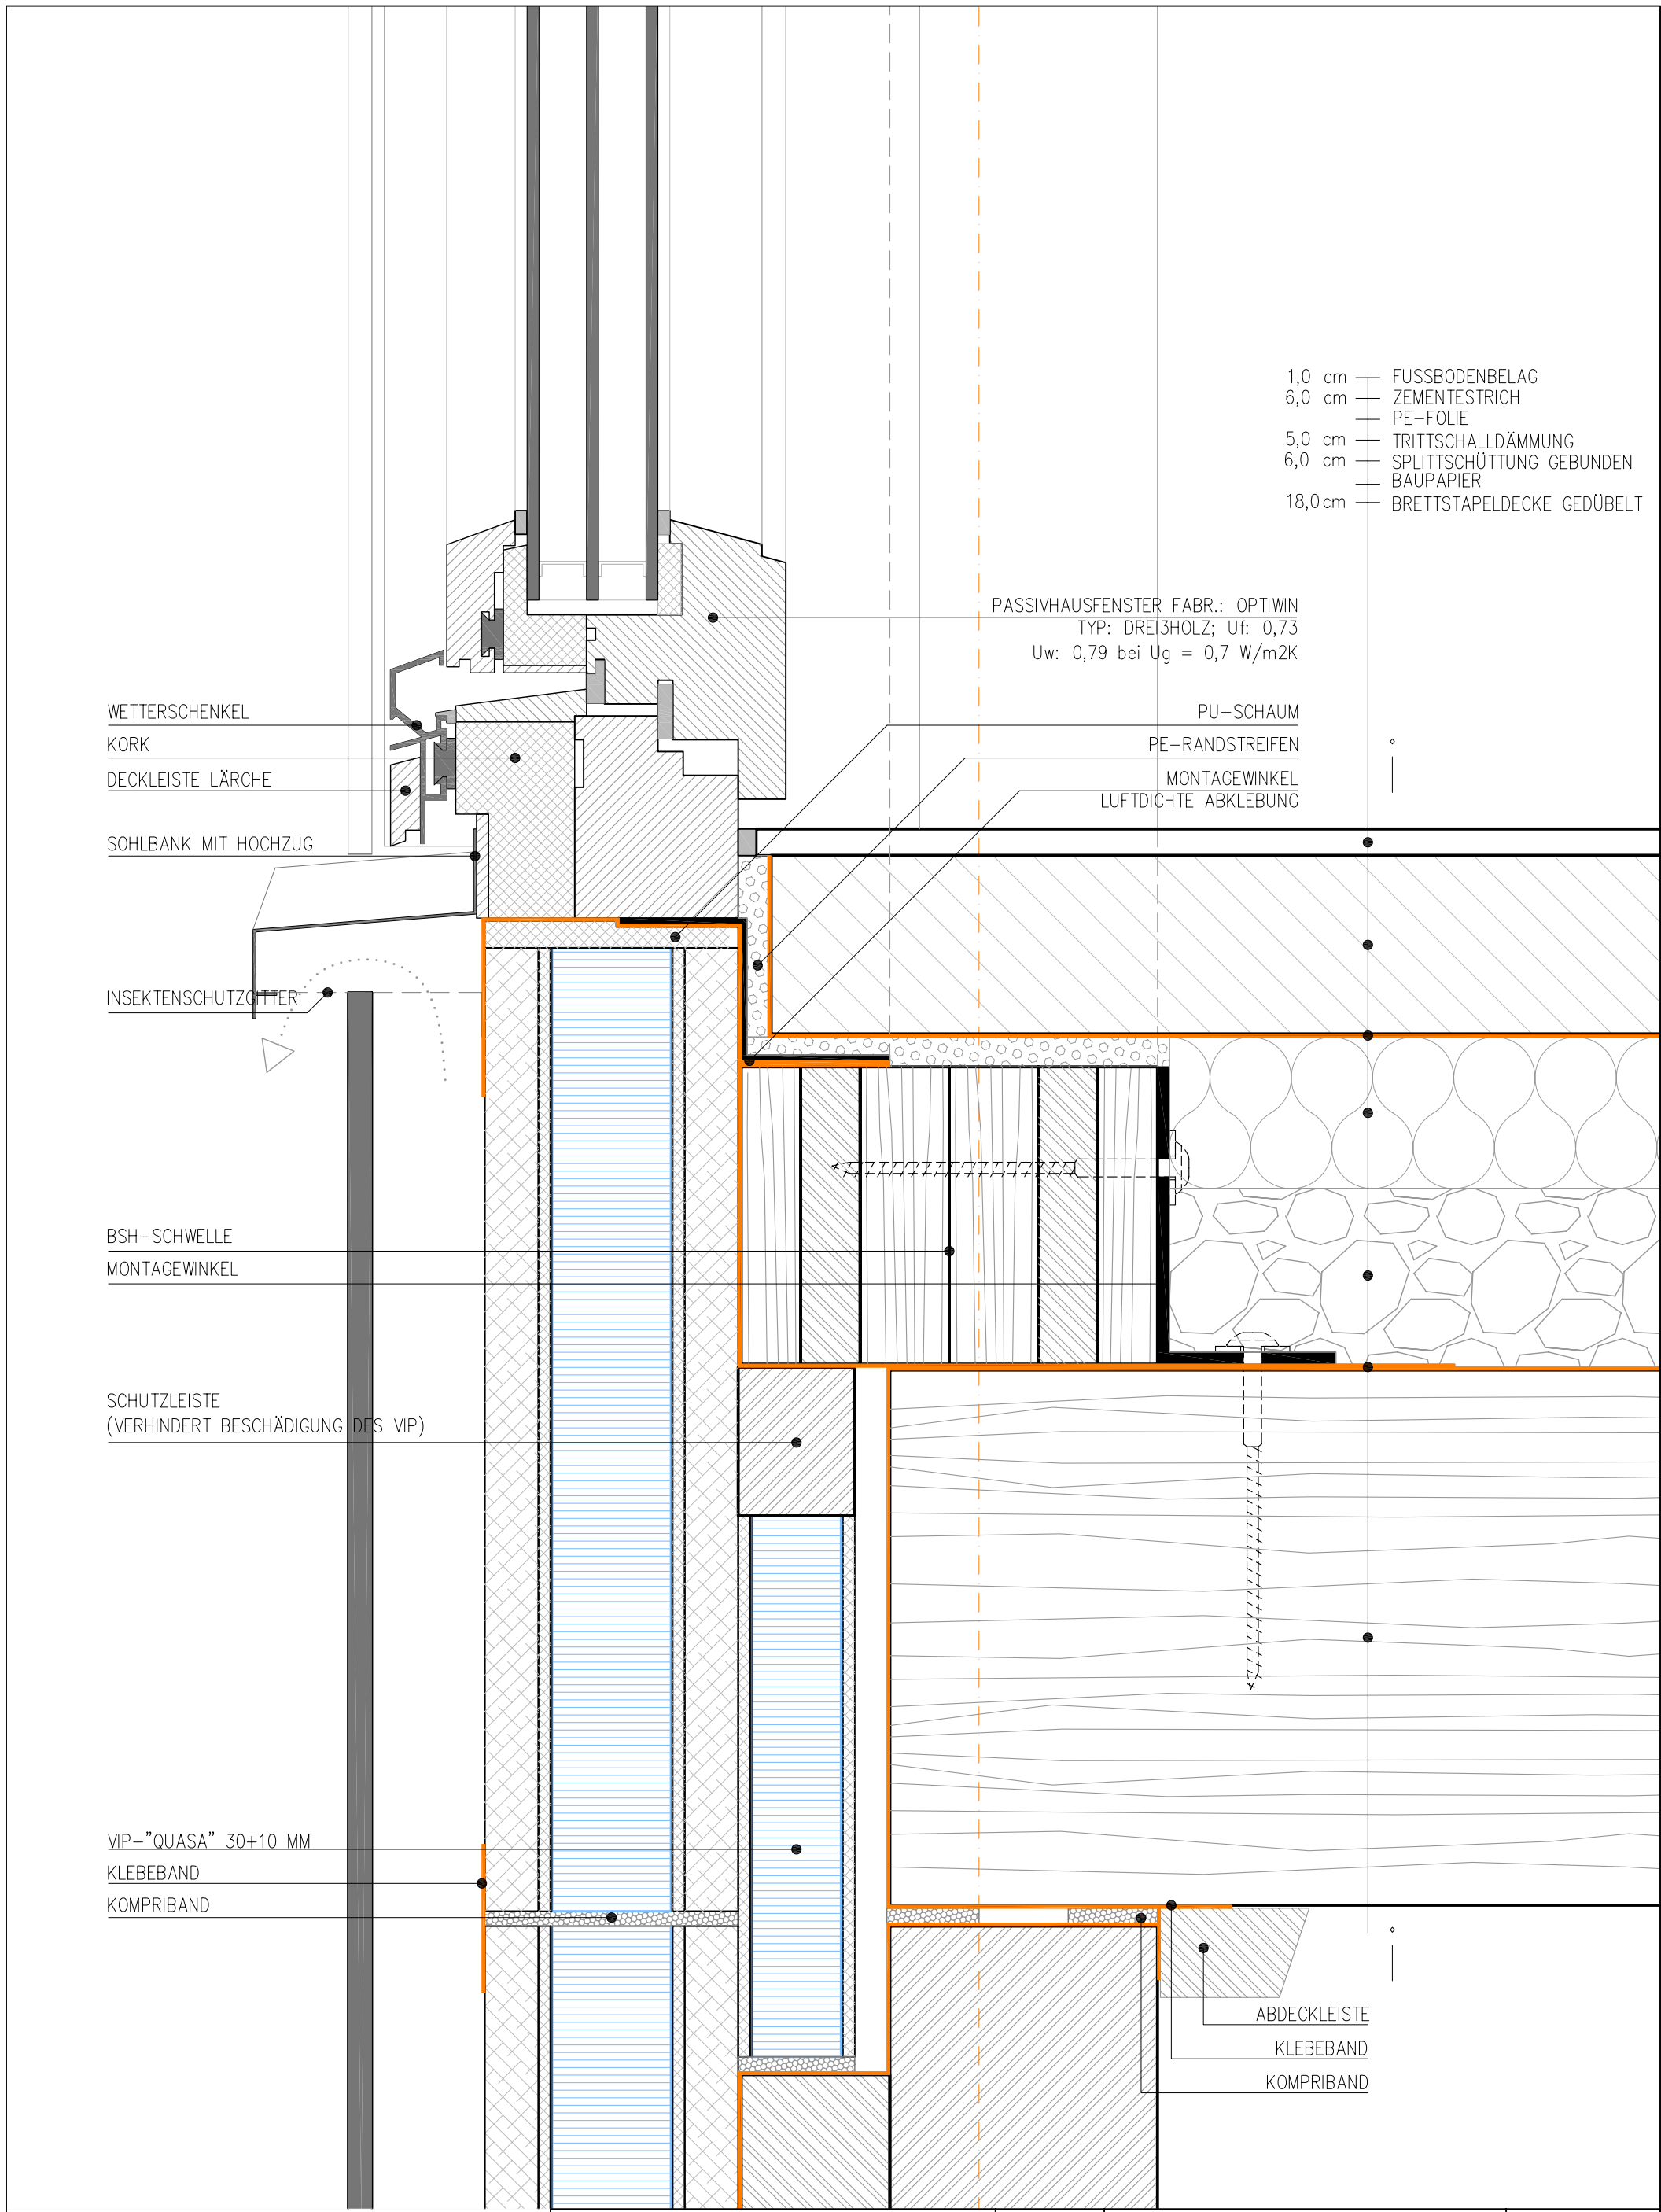 1,0 cm FUSSBODENBELAG
6,0 cm ZEMENTESTRICH
PE-FOLIE
5,0 cm TRITTSCHALLDÄMMUNG
6,0 cm SPLITTSCHÜTTUNG GEBUNDEN
BAUPAPIER
18,0cm BRETTSTAPELDECKE GEDÜBELT
PASSIVHAUSFENSTER FABR.: OPTIWIN
TYP: DREI3HOLZ; Uf: 0,73
Uw: 0,79 bei Ug = 0,7 W/m2K
WETTERSCHENKEL
KORK
DECKLEISTE LÄRCHE
SOHLBANK MIT HOCHZUG
INSEKTENSCHUTZGITTER
PU-SCHAUM
PE-RANDSTREIFEN
MONTAGEWINKEL
LUFTDICHTE ABKLEBUNG
BSH-SCHWELLE
MONTAGEWINKEL
SCHUTZLEISTE
(VERHINDERT BESCHÄDIGUNG DES VIP)
VIP-"QUASA" 30+10 MM
KLEBEBAND
KOMPRIBAND
ABDECKLEISTE
KLEBEBAND
KOMPRIBAND